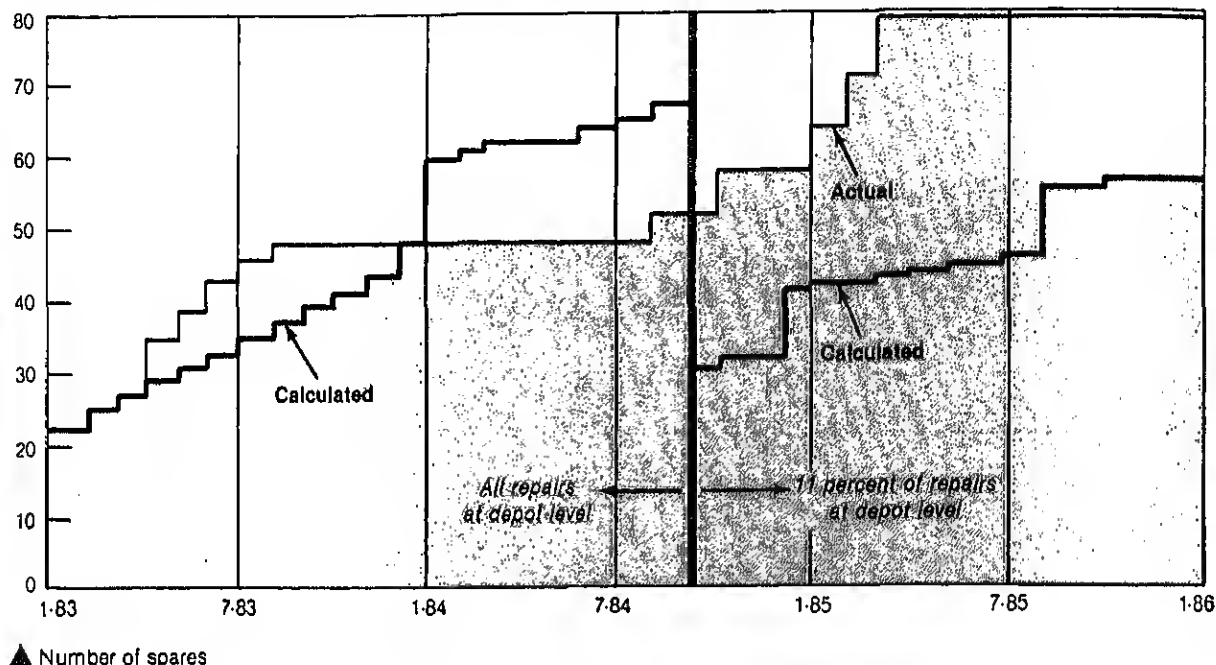 80
70
60
50
40
30
20
10
0
Actual
Calculated
Calculated
All repairs
at depot level
11 percent of repairs
at depot level
1·83
7·83
1·84
7·84
1·85
7·85
1·86
▲ Number of spares